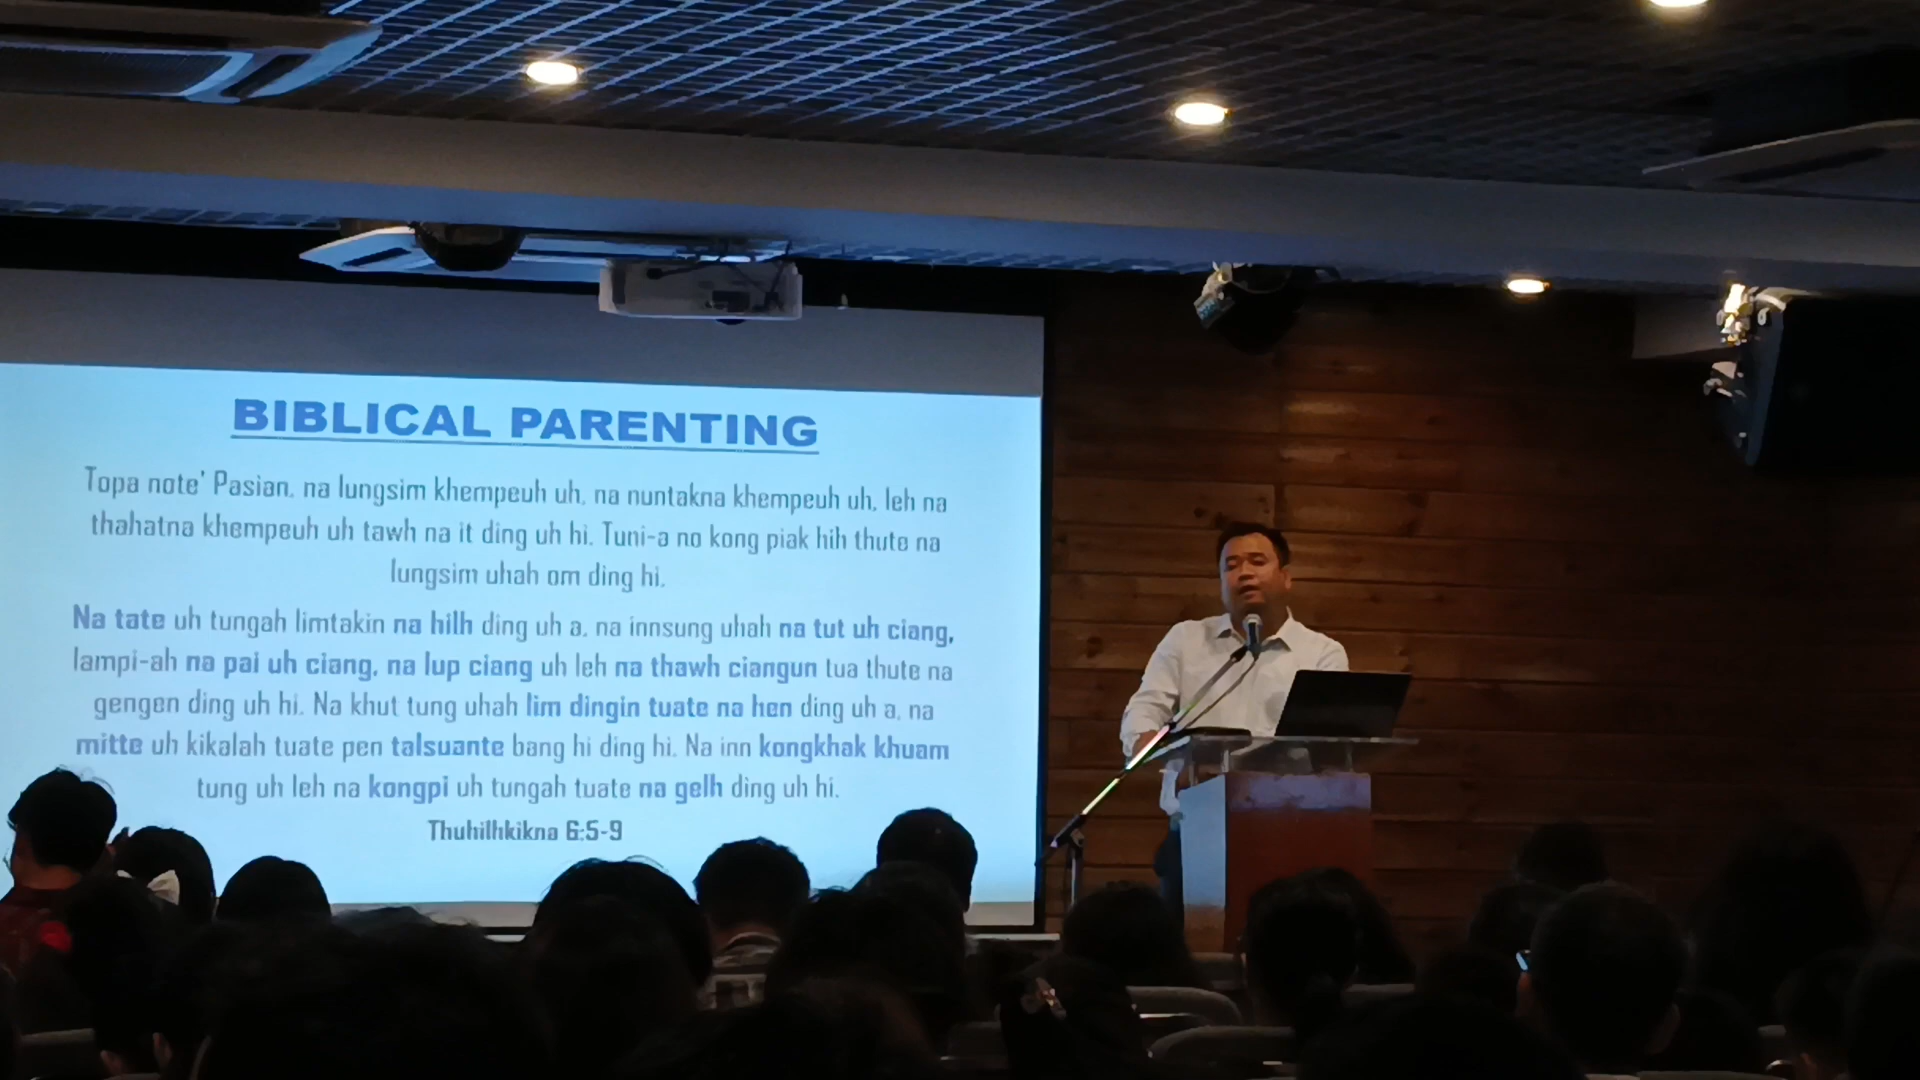 BIBLICAL PARENTING
Topa note' Pasian, na lungsim khempeuh uh, na nuntakna khempeuh uh, leh na
thahatna khempeuh uh tawh na it ding uh hi. Tuni-a no kong piak hih thute na
lungsim uhah om ding hi.
Na tate uh tungah limtakin na hilh ding uh a, na innsung uhah na tut uh ciang,
lampi-ah na pai uh ciang, na lup ciang uh leh na thawh ciangun tua thute na
gengen ding uh hi. Na khut tung uhah lim dingin tuate na hen ding uh a, na
mitte uh kikalah tuate pen talsuante bang hi ding hi. Na inn kongkhak khuam
tung uh leh na kongpi uh tungah tuate na gelh ding uh hi.
Thuhilhkikna 6:5-9